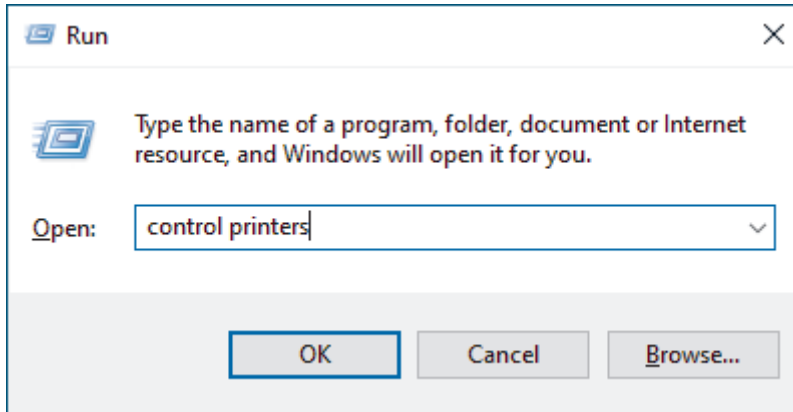 Run
Type the name of a program, folder, document or Internet
resource, and Windows will open it for you.
Open: control printers
OK Cancel Browse...